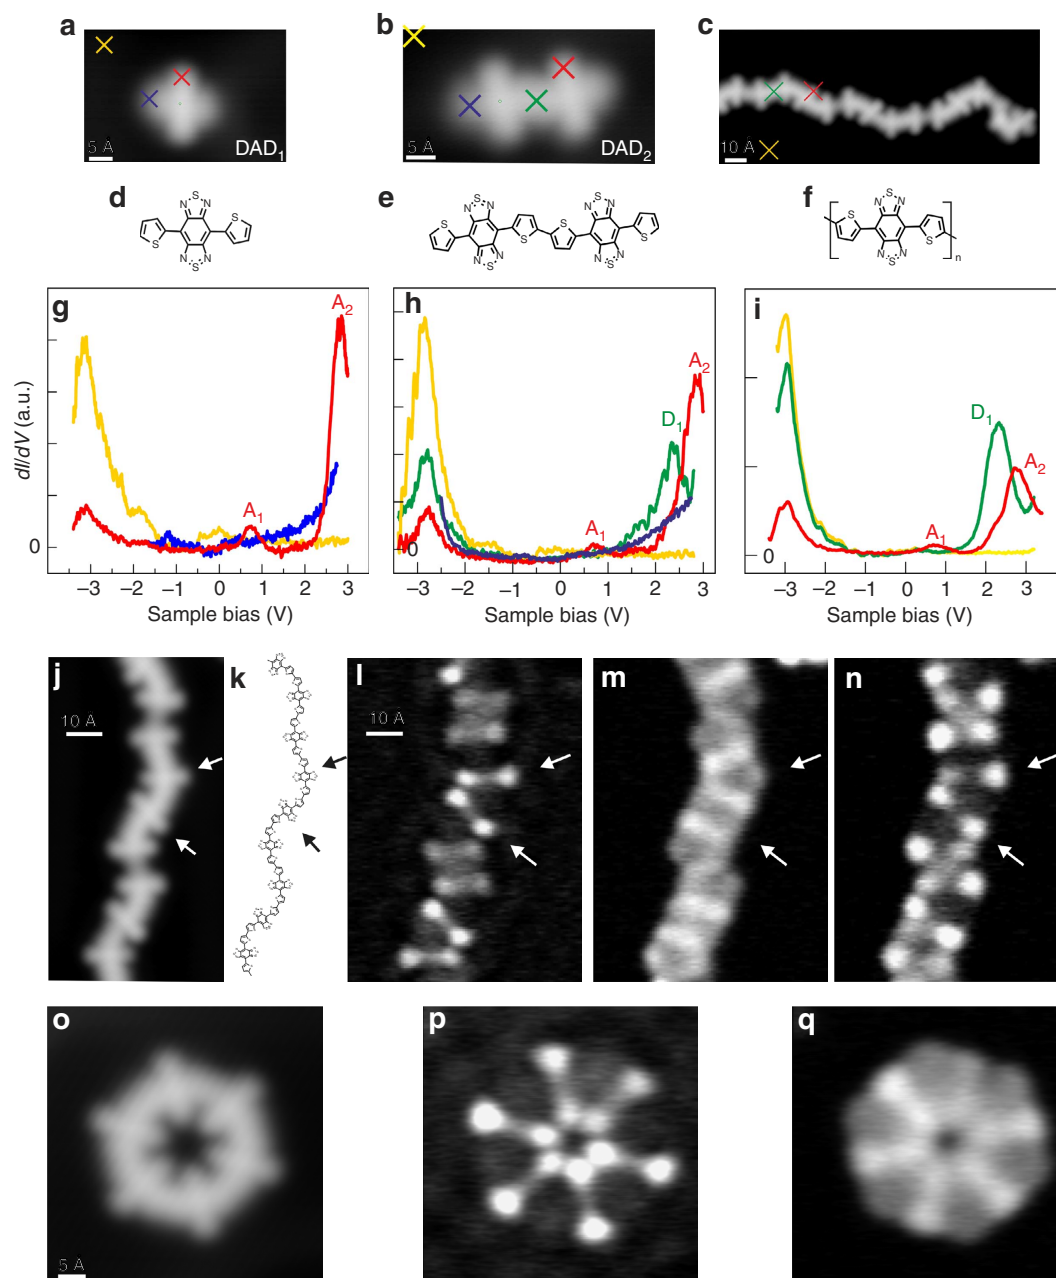 a
b
c
5 Å
DAD1
5 Å
DAD2
10 Å
d
e
f
S
N N
S S
N N
S
S
N N
S
N N
S
S
N N
S
S
N N
S
N N
S
S
N N
S
N N
S
S
n
g
h
i
A2
A2
D1
D1
A2
A1
A1
A1
dI/dV (a.u.)
0
0
0
−3 −2 −1 0 1 2 3
−3 −2 −1 0 1 2 3
−3 −2 −1 0 1 2 3
Sample bias (V)
Sample bias (V)
Sample bias (V)
j
k
l
m
n
10 Å
10 Å
o
p
q
5 Å